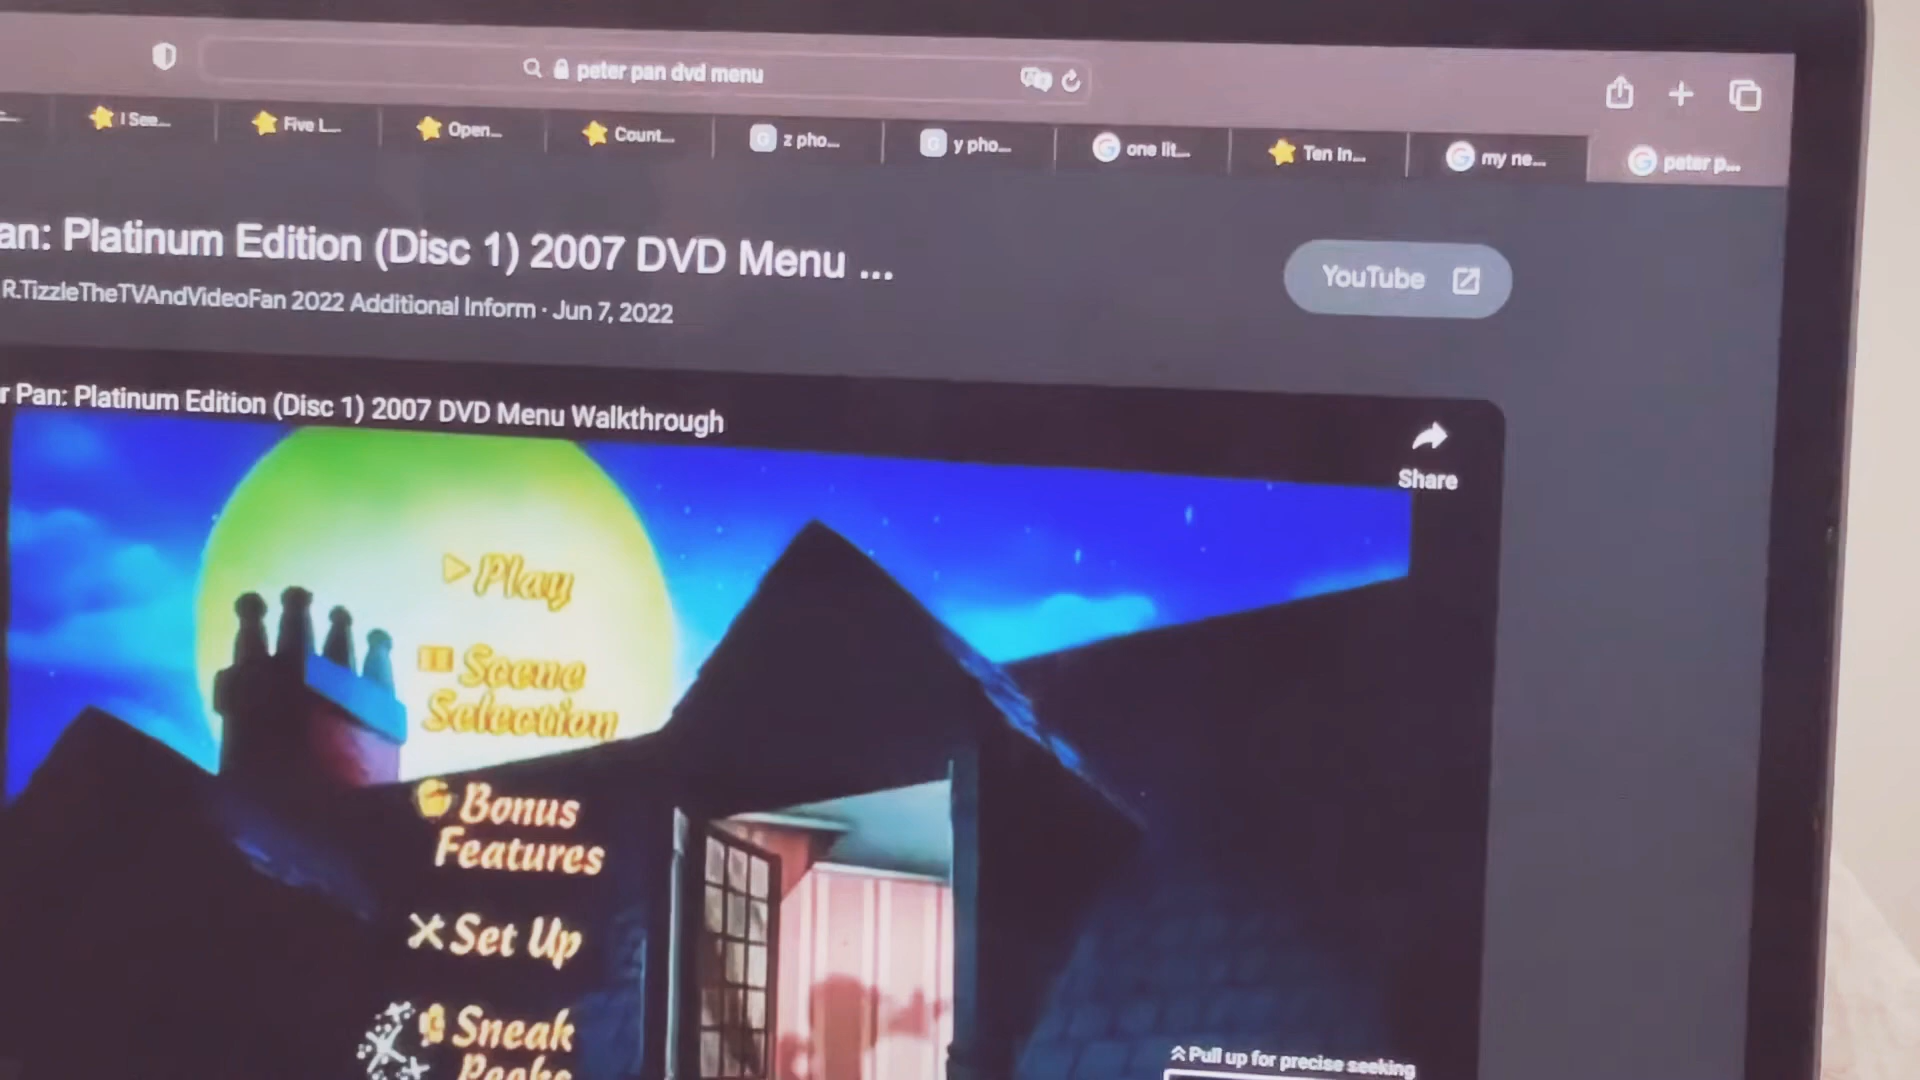 peter pan dvd menu
I See...
Five L...
Open...
Count...
z pho...
y pho...
one lit...
Ten In...
my ne...
peter p...
an: Platinum Edition (Disc 1) 2007 DVD Menu ...
YouTube
R.TizzleTheTVAndVideoFan 2022 Additional Inform · Jun 7, 2022
r Pan: Platinum Edition (Disc 1) 2007 DVD Menu Walkthrough
Share
Play
Scene
Selection
Bonus
Features
Set Up
Sneak
Peeks
Pull up for precise seeking